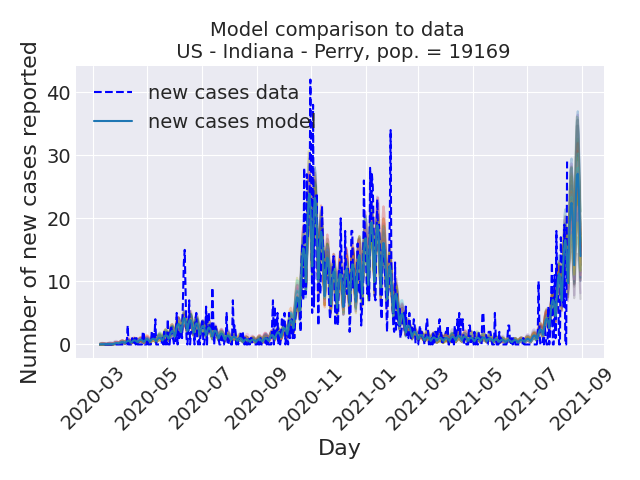 Model comparison to data
US - Indiana - Perry, pop. = 19169
Number of new cases reported
40
30
20
10
0
new cases data
new cases model
2020-03
2020-05
2020-07
2020-09
2020-11
2021-01
2021-03
2021-05
2021-07
2021-09
Day